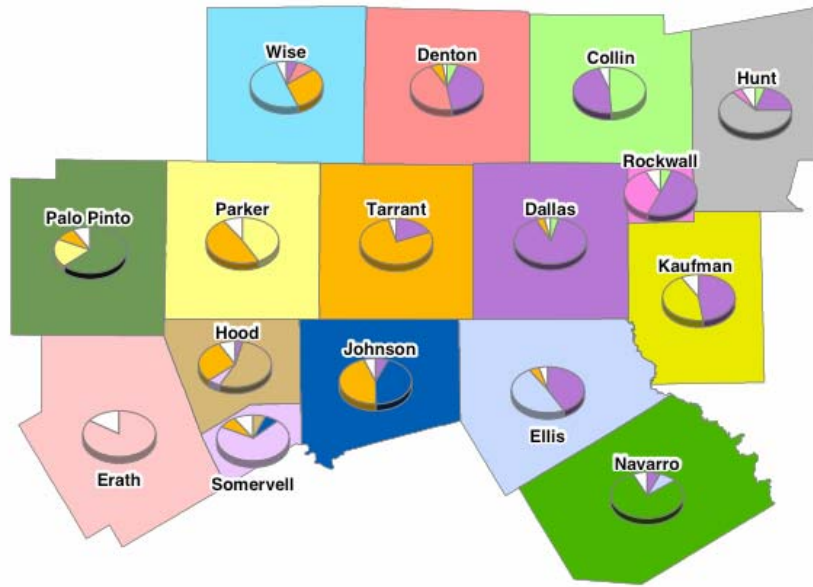 Wise
Denton
Collin
Hunt
Rockwall
Palo Pinto
Parker
Tarrant
Dallas
Kaufman
Hood
Johnson
Ellis
Erath
Somervell
Navarro